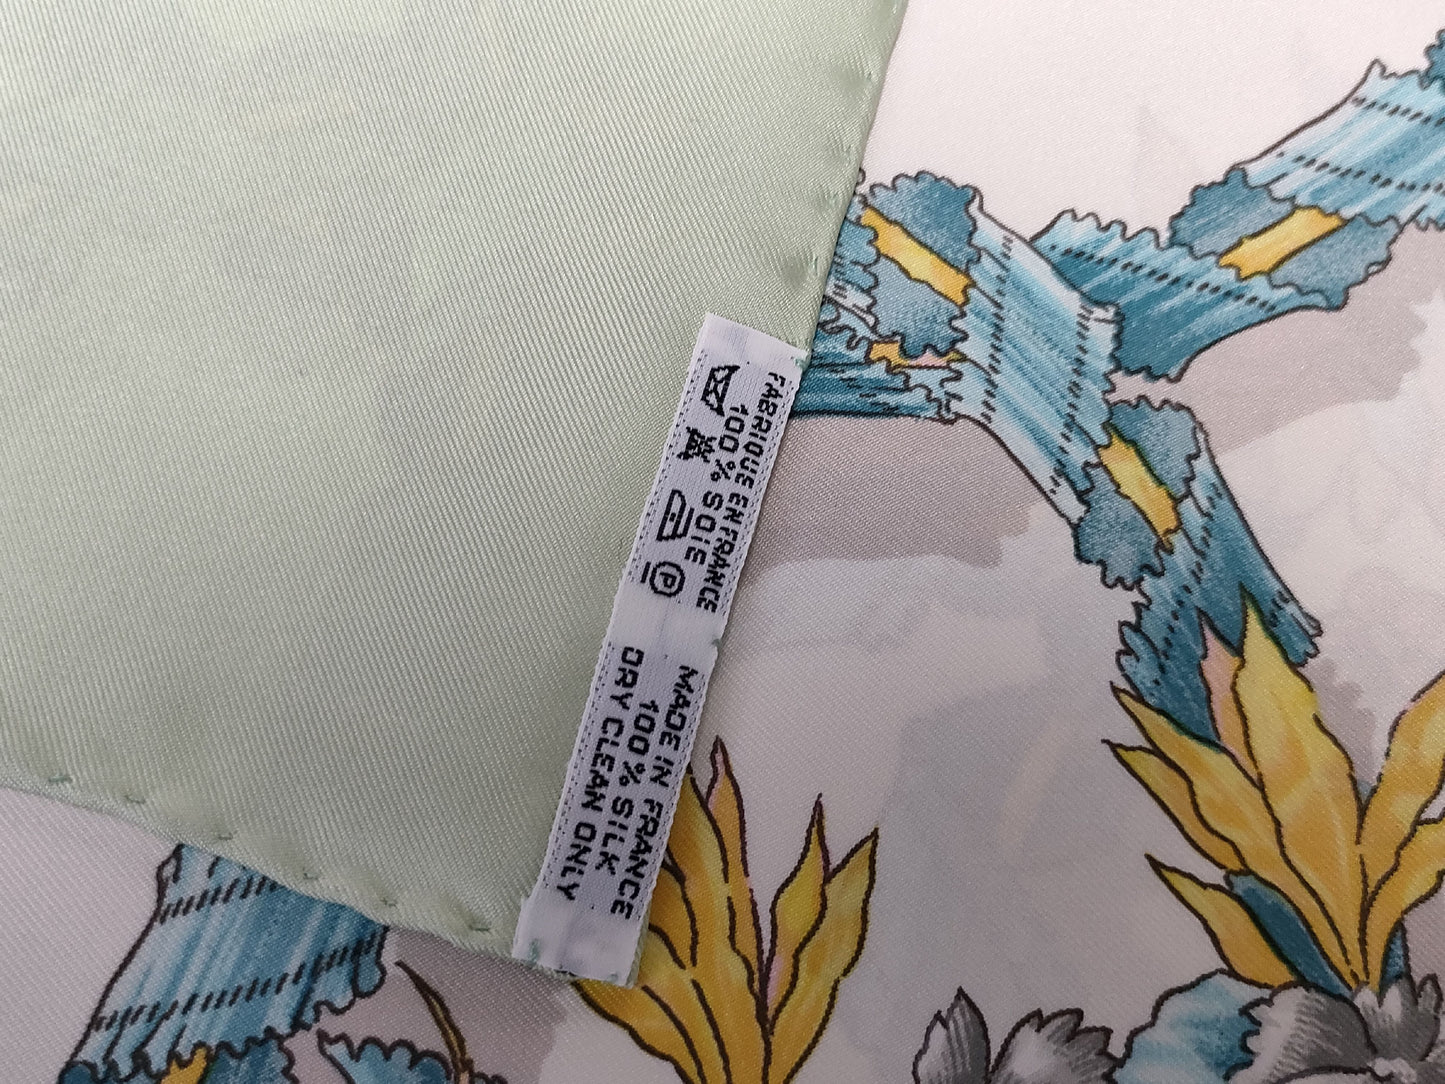 FABRIQUE EN FRANCE
100% SOIE
P
MADE IN FRANCE
100% SILK
DRY CLEAN ONLY